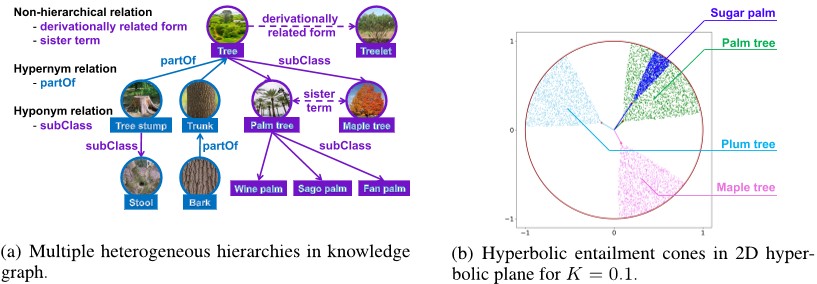 Non-hierarchical relation
- derivationally related form
- sister term
derivationally
related form
Tree
Treelet
Hypernym relation
- partOf
partOf
subClass
Hyponym relation
- subClass
sister
term
Tree stump
Trunk
Palm tree
Maple tree
subClass
partOf
subClass
Stool
Bark
Wine palm
Sago palm
Fan palm
(a) Multiple heterogeneous hierarchies in knowledge
graph.
Sugar palm
Palm tree
Plum tree
Maple tree
1
0
−1
−1
0
1
(b) Hyperbolic entailment cones in 2D hyper-
bolic plane for K = 0.1.